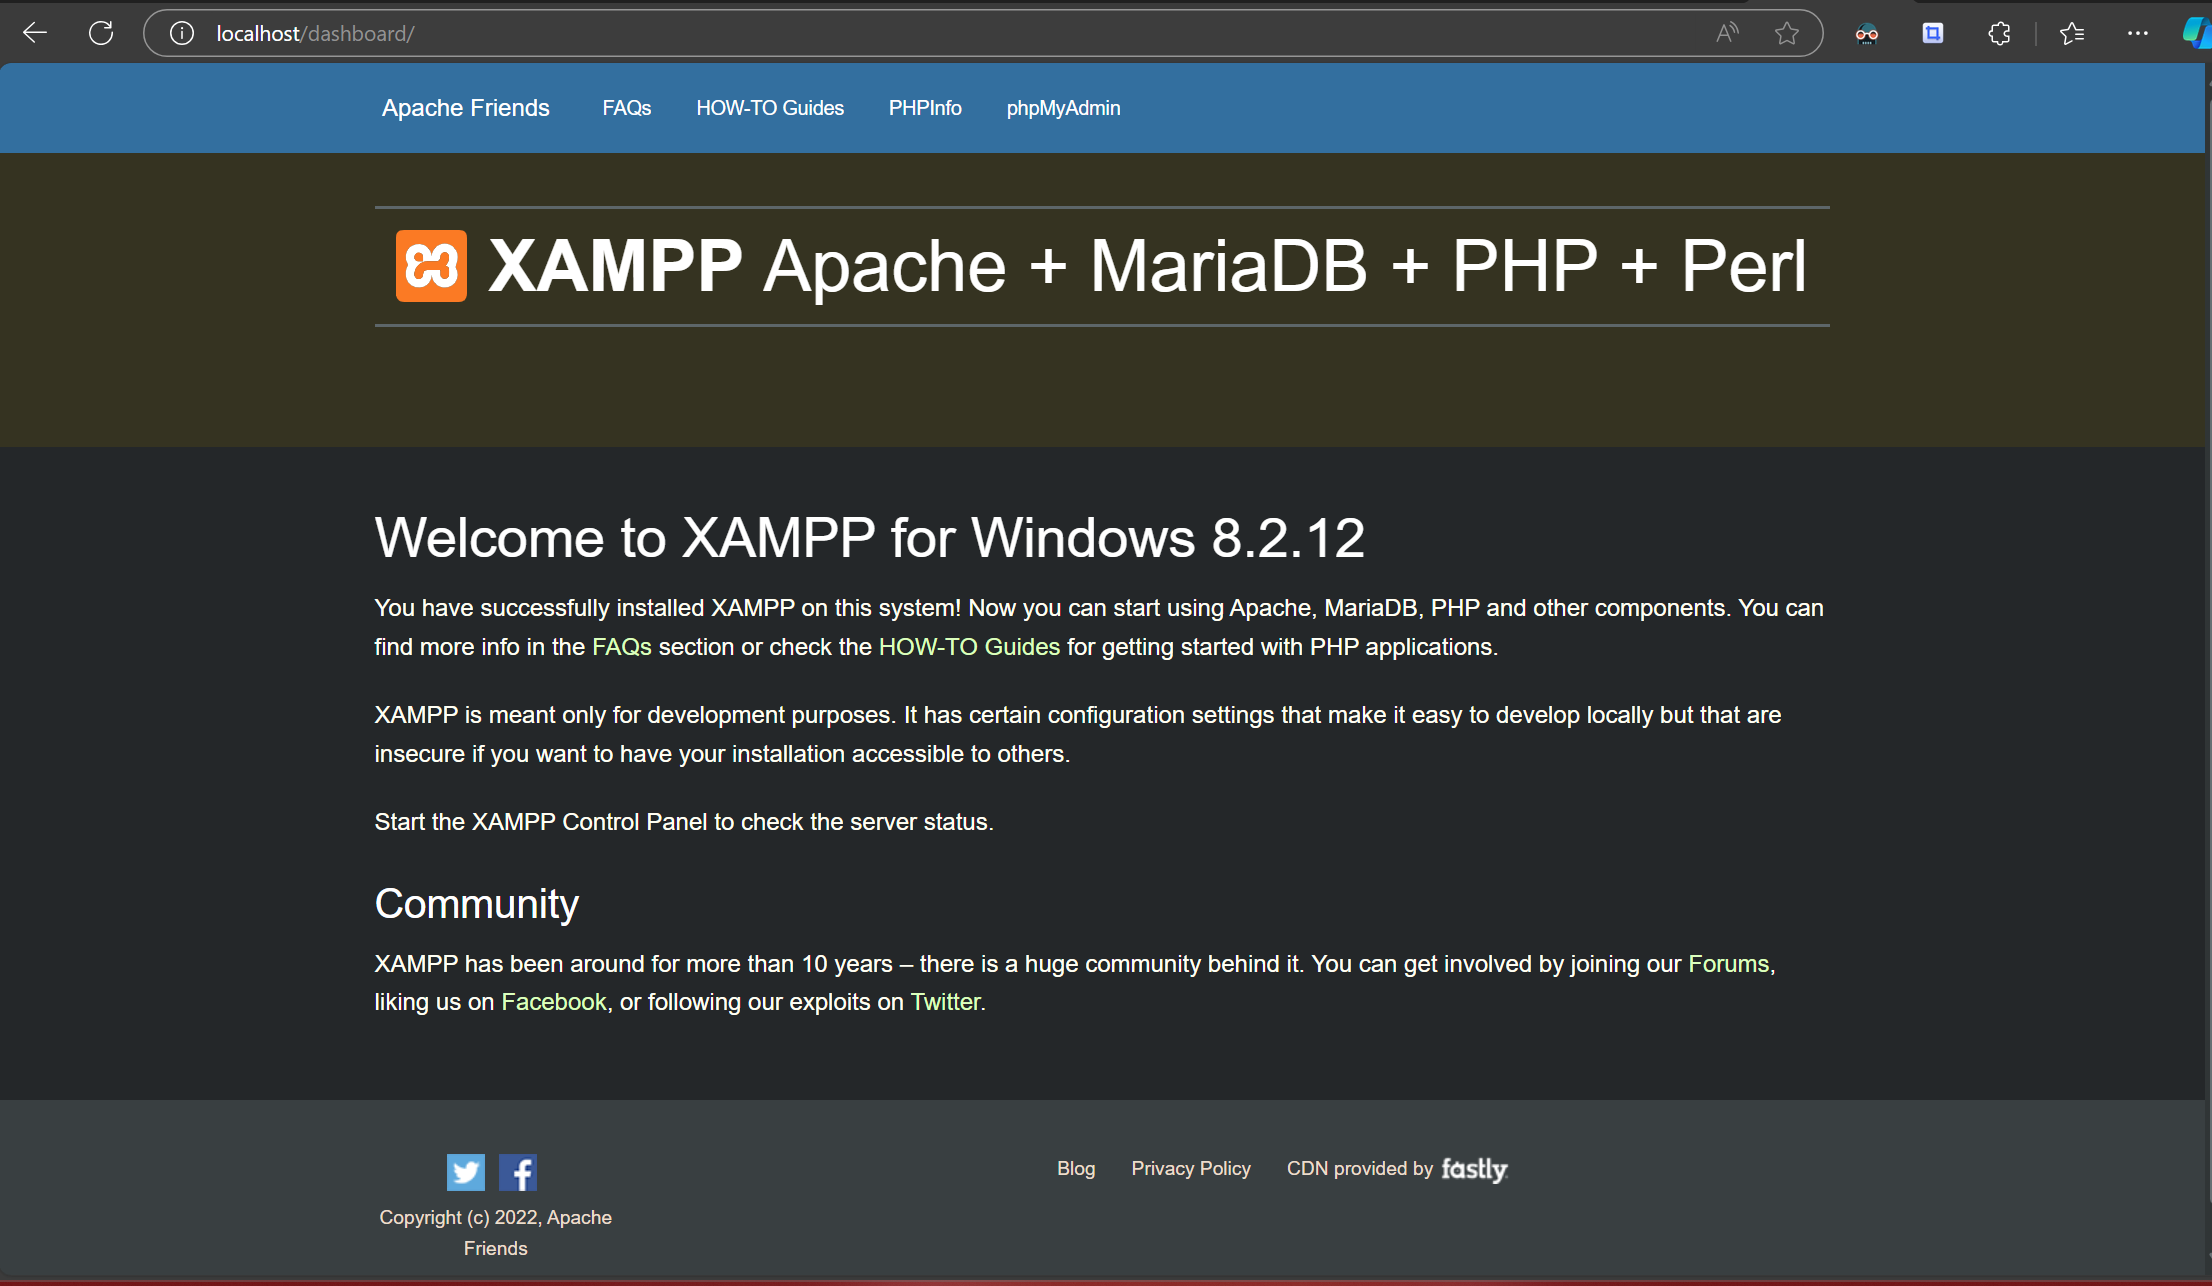 localhost/dashboard/
Apache Friends FAQs HOW-TO Guides PHPInfo phpMyAdmin
XAMPP Apache + MariaDB + PHP + Perl
Welcome to XAMPP for Windows 8.2.12
You have successfully installed XAMPP on this system! Now you can start using Apache, MariaDB, PHP and other components. You can
find more info in the FAQs section or check the HOW-TO Guides for getting started with PHP applications.
XAMPP is meant only for development purposes. It has certain configuration settings that make it easy to develop locally but that are
insecure if you want to have your installation accessible to others.
Start the XAMPP Control Panel to check the server status.
Community
XAMPP has been around for more than 10 years – there is a huge community behind it. You can get involved by joining our Forums,
liking us on Facebook, or following our exploits on Twitter.
Blog Privacy Policy CDN provided by fastly
Copyright (c) 2022, Apache
Friends